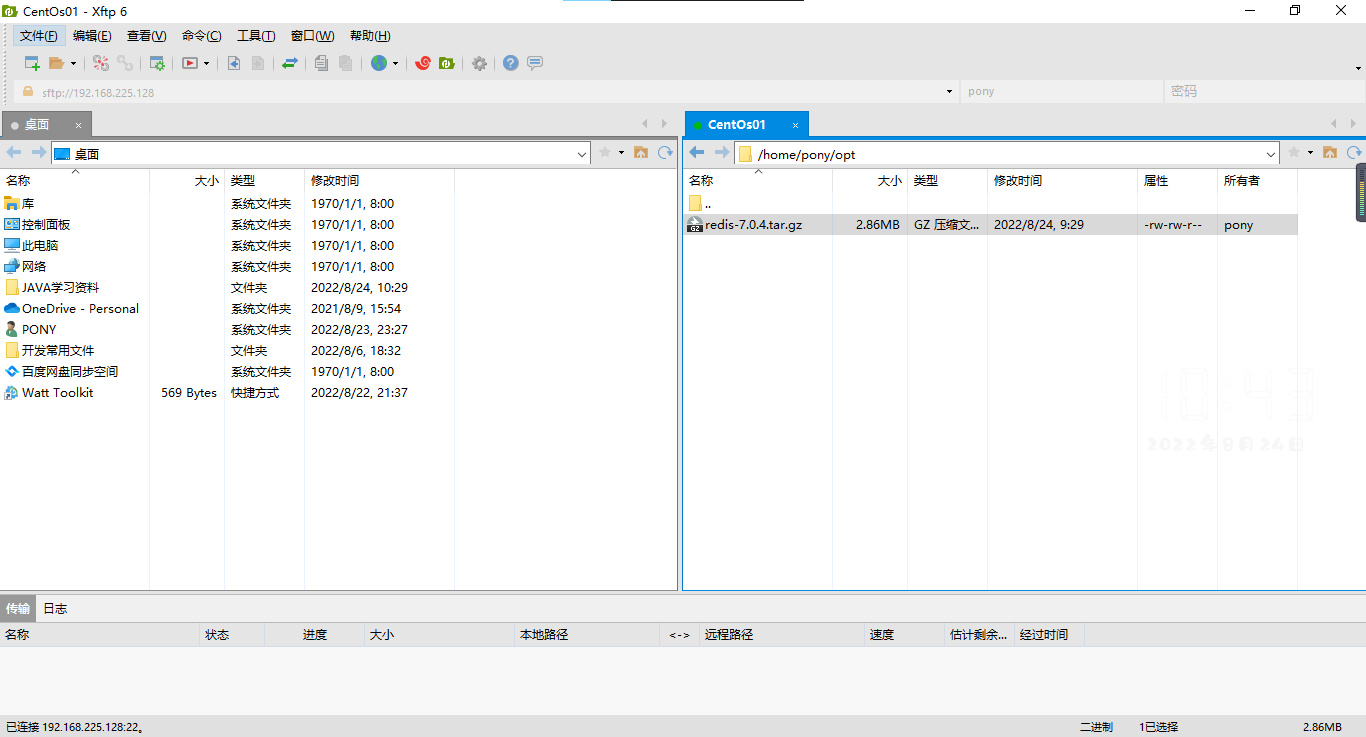 CentOs01 - Xftp 6
文件(F) 编辑(E) 查看(V) 命令(C) 工具(T) 窗口(W) 帮助(H)
sftp://192.168.225.128 pony 密码
桌面 × CentOs01 ×
桌面 /home/pony/opt
名称 大小 类型 修改时间 名称 大小 类型 修改时间 属性 所有者
库 系统文件夹 1970/1/1, 8:00 ..
控制面板 系统文件夹 1970/1/1, 8:00 redis-7.0.4.tar.gz 2.86MB GZ 压缩文... 2022/8/24, 9:29 -rw-rw-r-- pony
此电脑 系统文件夹 1970/1/1, 8:00
网络 系统文件夹 1970/1/1, 8:00
JAVA学习资料 文件夹 2022/8/24, 10:29
OneDrive - Personal 系统文件夹 2021/8/9, 15:54
PONY 系统文件夹 2022/8/23, 23:27
开发常用文件 文件夹 2022/8/6, 18:32
百度网盘同步空间 系统文件夹 1970/1/1, 8:00
Watt Toolkit 569 Bytes 快捷方式 2022/8/22, 21:37
10:43
2022年8月24日
传输 日志
名称 状态 进度 大小 本地路径 <-> 远程路径 速度 估计剩余... 经过时间
已连接 192.168.225.128:22。 二进制 1已选择 2.86MB